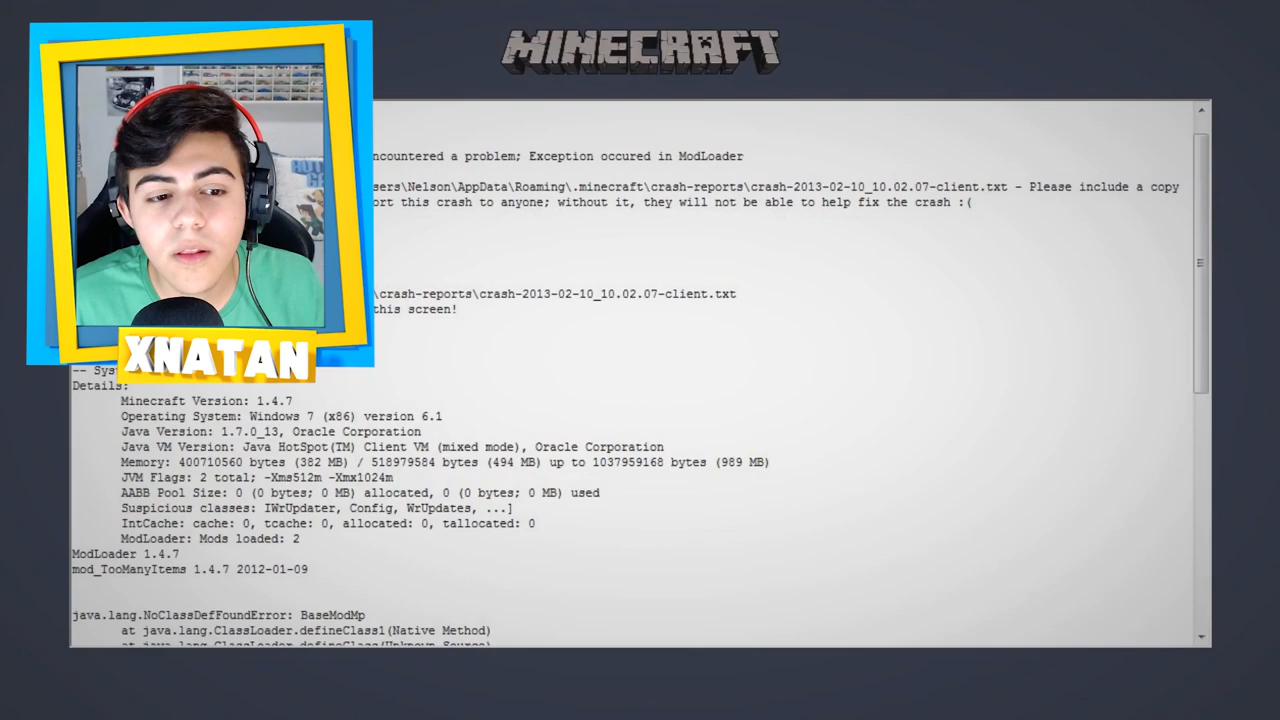 MINECRAFT
ncountered a problem; Exception occured in ModLoader
sers\Nelson\AppData\Roaming\.minecraft\crash-reports\crash-2013-02-10_10.02.07-client.txt - Please include a copy
ort this crash to anyone; without it, they will not be able to help fix the crash :(
\crash-reports\crash-2013-02-10_10.02.07-client.txt
this screen!
XNATAN
-- Sys
Details:
Minecraft Version: 1.4.7
Operating System: Windows 7 (x86) version 6.1
Java Version: 1.7.0_13, Oracle Corporation
Java VM Version: Java HotSpot(TM) Client VM (mixed mode), Oracle Corporation
Memory: 400710560 bytes (382 MB) / 518979584 bytes (494 MB) up to 1037959168 bytes (989 MB)
JVM Flags: 2 total; -Xms512m -Xmx1024m
AABB Pool Size: 0 (0 bytes; 0 MB) allocated, 0 (0 bytes; 0 MB) used
Suspicious classes: IWrUpdater, Config, WrUpdates, ...]
IntCache: cache: 0, tcache: 0, allocated: 0, tallocated: 0
ModLoader: Mods loaded: 2
ModLoader 1.4.7
mod_TooManyItems 1.4.7 2012-01-09
java.lang.NoClassDefFoundError: BaseModMp
at java.lang.ClassLoader.defineClass1(Native Method)
at java.lang.ClassLoader.defineClass(Unknown Source)